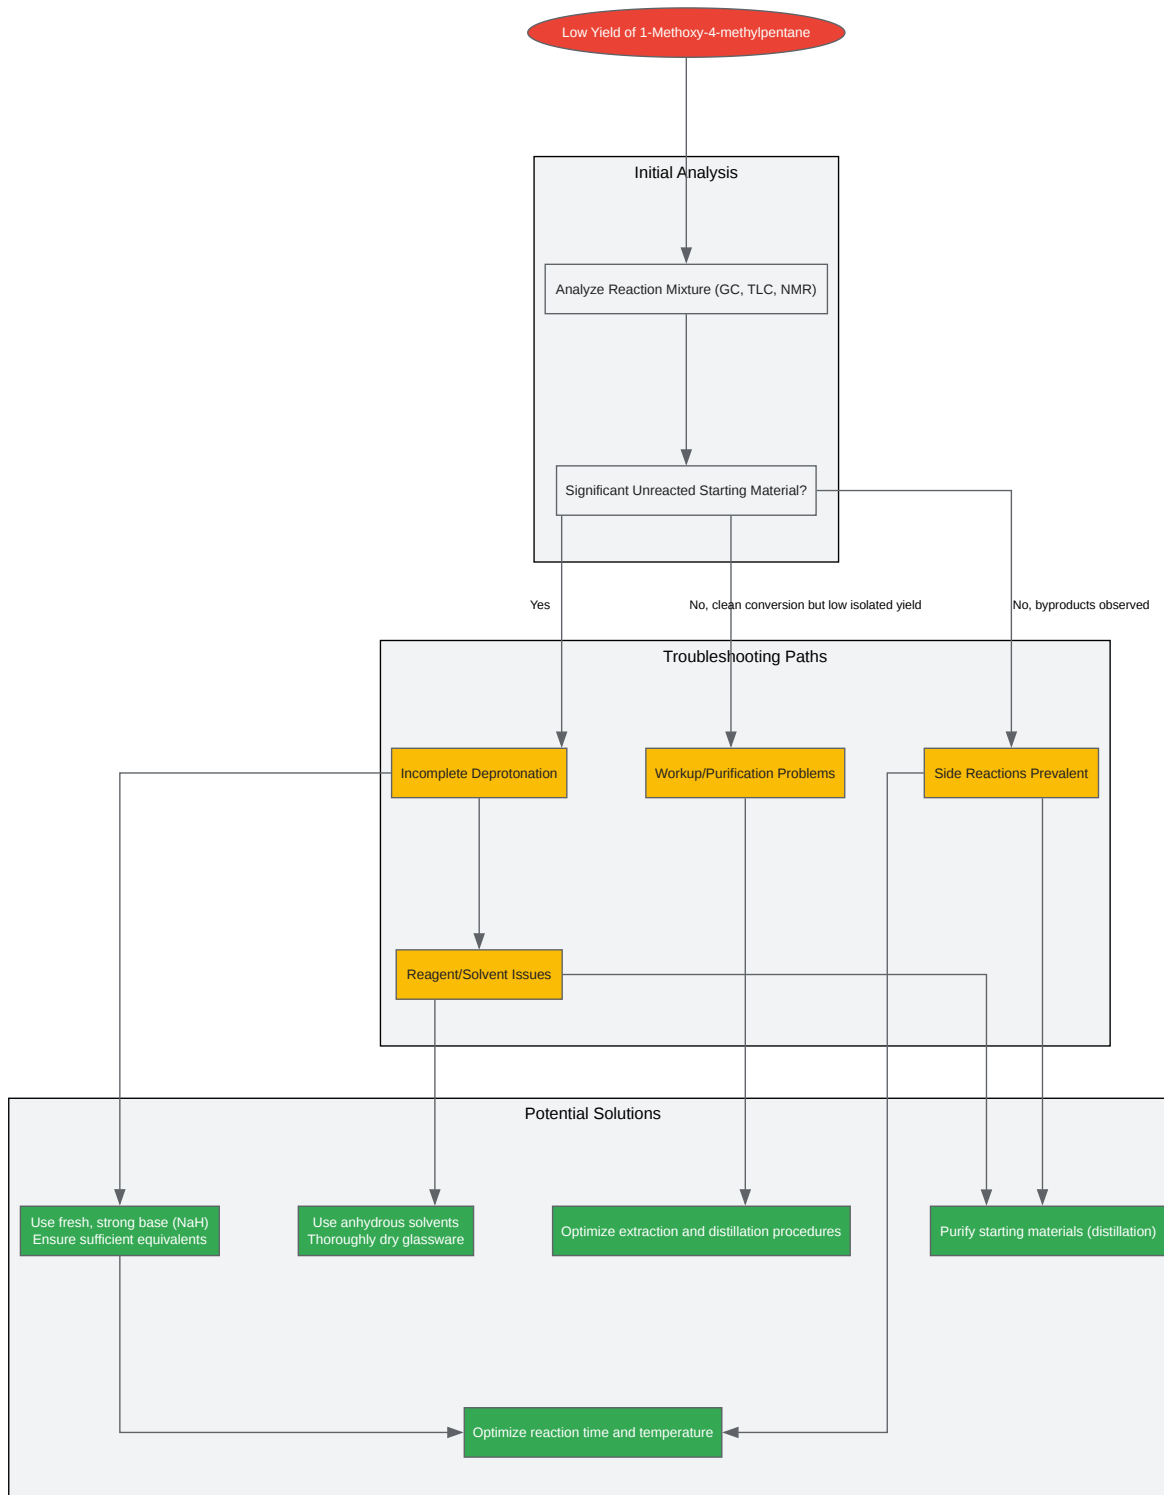 Low Yield of 1-Methoxy-4-methylpentane
Initial Analysis
Analyze Reaction Mixture (GC, TLC, NMR)
Significant Unreacted Starting Material?
Yes
No, clean conversion but low isolated yield
No, byproducts observed
Troubleshooting Paths
Incomplete Deprotonation
Workup/Purification Problems
Side Reactions Prevalent
Reagent/Solvent Issues
Potential Solutions
Use fresh, strong base (NaH)
Ensure sufficient equivalents
Use anhydrous solvents
Thoroughly dry glassware
Optimize extraction and distillation procedures
Purify starting materials (distillation)
Optimize reaction time and temperature